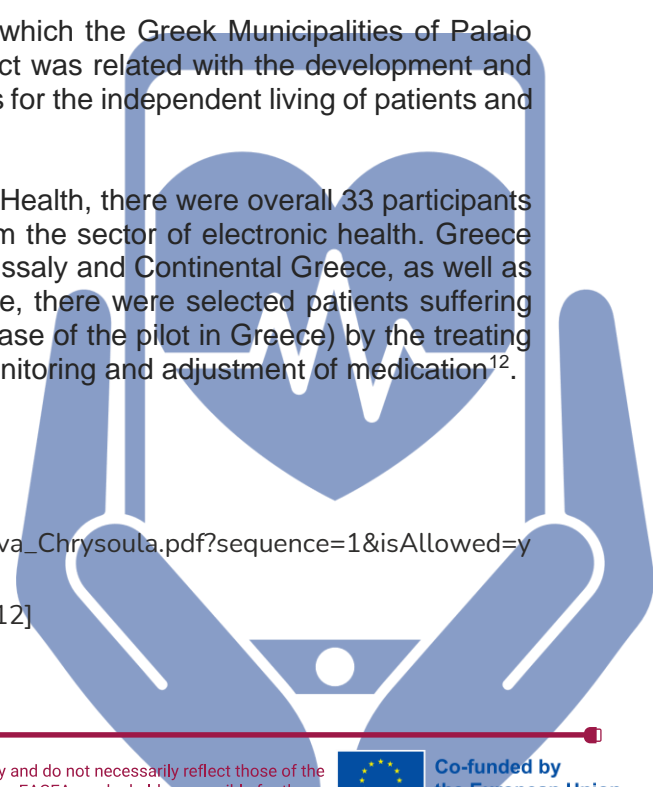 which the Greek Municipalities of Palaio
ct was related with the development and
s for the independent living of patients and
Health, there were overall 33 participants
m the sector of electronic health. Greece
ssaly and Continental Greece, as well as
e, there were selected patients suffering
ase of the pilot in Greece) by the treating
nitoring and adjustment of medication12.
va_Chrysoula.pdf?sequence=1&isAllowed=y
12]
y and do not necessarily reflect those of the
Co-funded by
the European Union